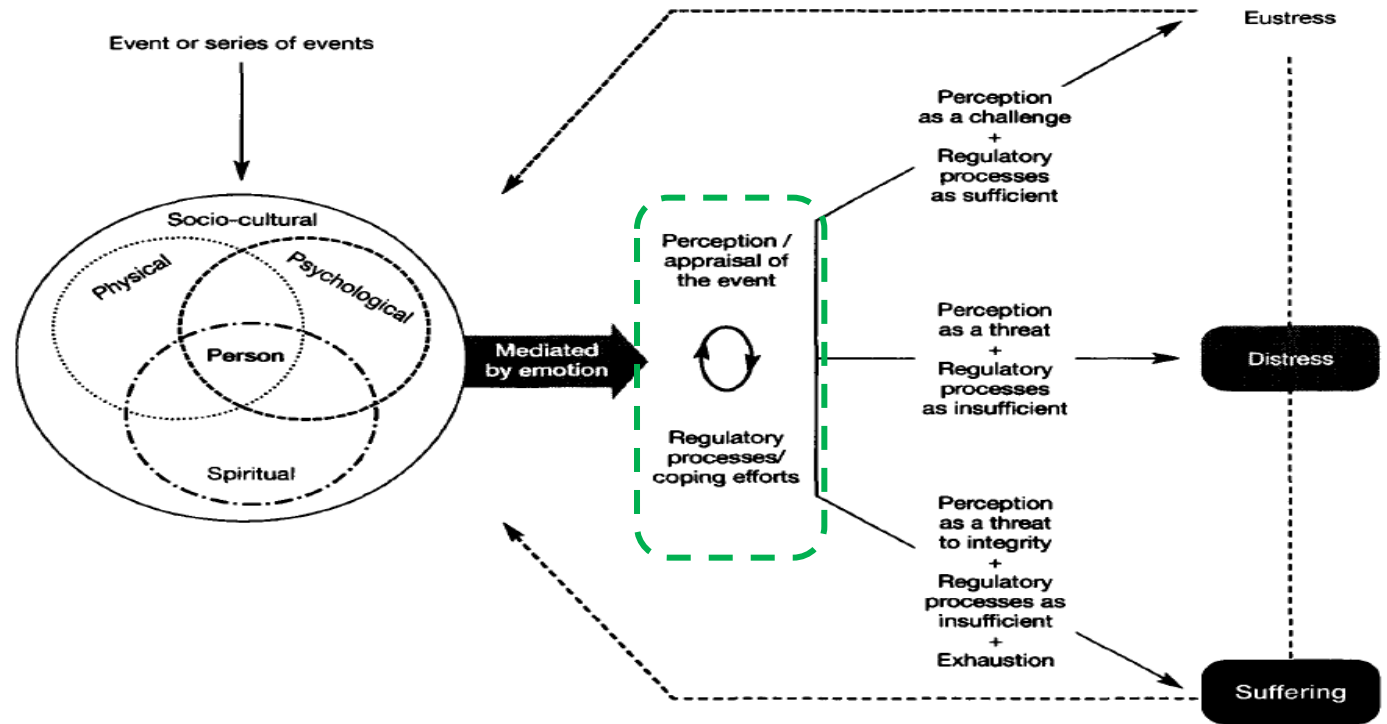 Event or series of events
Socio-cultural
Physical
Psychological
Person
Spiritual
Mediated
by emotion
Perception /
appraisal of
the event
Regulatory
processes/
coping efforts
Perception
as a challenge
+
Regulatory
processes
as sufficient
Eustress
Perception
as a threat
+
Regulatory
processes
as insufficient
Distress
Perception
as a threat
to integrity
+
Regulatory
processes as
insufficient
+
Exhaustion
Suffering